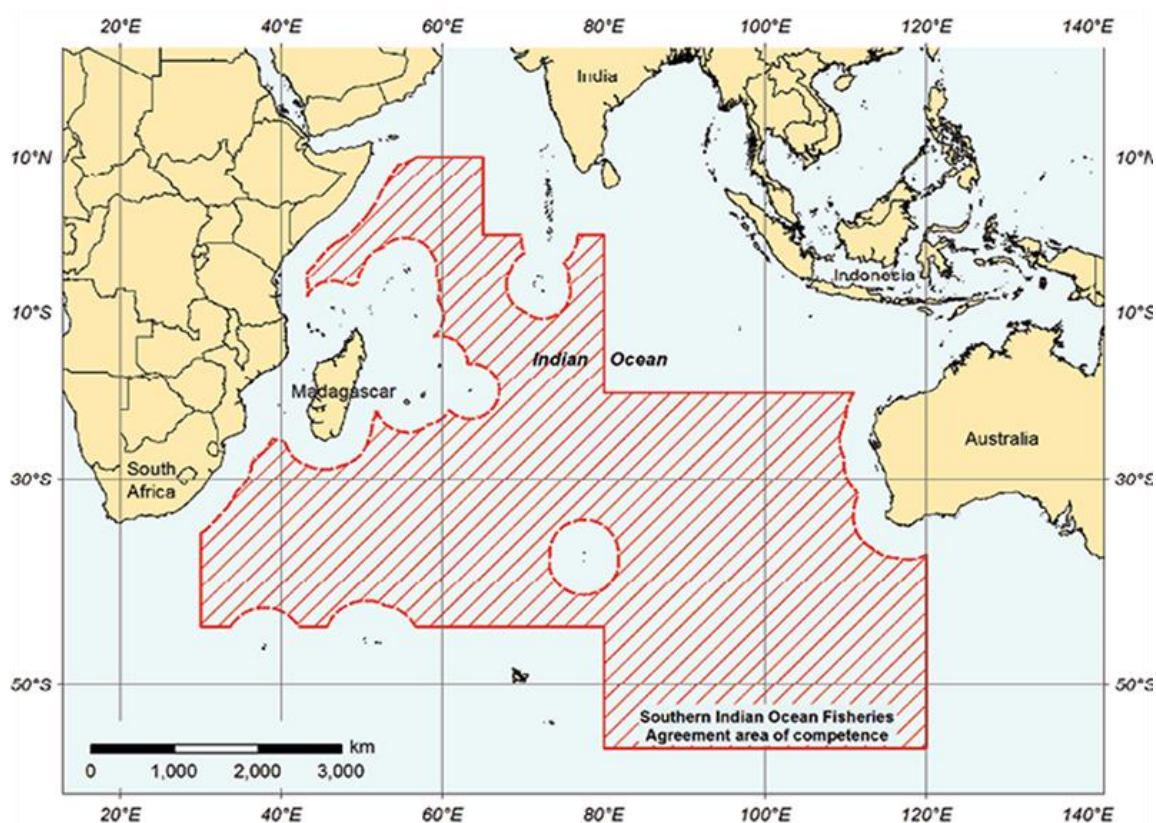 20°E 40°E 60°E 80°E 100°E 120°E 140°E
India
10°N 10°N
Indonesia
10°S 10°S
Indian Ocean
Madagascar
Australia
South
Africa
30°S 30°S
50°S 50°S
Southern Indian Ocean Fisheries
Agreement area of competence
km
0 1,000 2,000 3,000
20°E 40°E 60°E 80°E 100°E 120°E 140°E